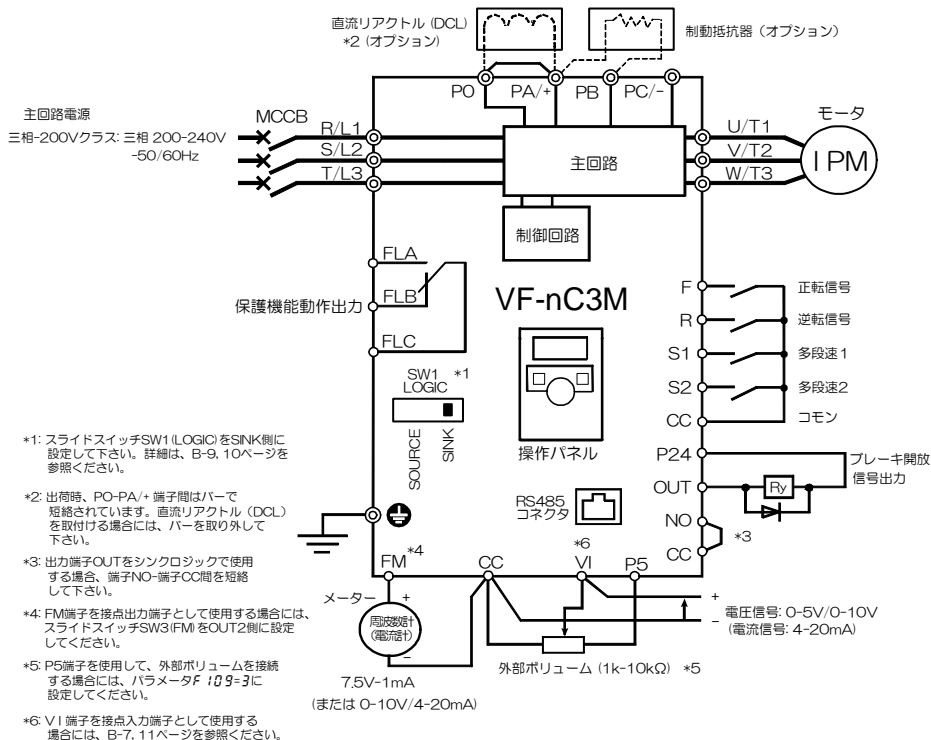 直流リアクトル (DCL)
*2 (オプション)
制動抵抗器（オプション）
PO
PA/+
PB
PC/-
主回路電源
MCCB
三相-200Vクラス: 三相 200-240V
-50/60Hz
R/L1
S/L2
T/L3
主回路
U/T1
V/T2
W/T3
モータ
IPM
制御回路
FLA
FLB
FLC
保護機能動作出力
VF-nC3M
F
正転信号
R
逆転信号
S1
多段速1
S2
多段速2
CC
コモン
SW1 *1
LOGIC
SOURCE
SINK
操作パネル
P24
ブレーキ開放
信号出力
OUT
Ry
RS485
コネクタ
NO
*3
CC
*1: スライドスイッチSW1(LOGIC)をSINK側に
設定して下さい。詳細は、B-9, 10ページを
参照ください。
*2: 出荷時、PO-PA/+ 端子間はバーで
短絡されています。直流リアクトル（DCL）
を取付ける場合には、バーを取り外して
下さい。
*3: 出力端子OUTをシンクロジックで使用
する場合、端子NO-端子CC間を短絡
して下さい。
*4: FM端子を接点出力端子として使用する場合には、
スライドスイッチSW3(FM)をOUT2側に設定
してください。
*5: P5端子を使用して、外部ボリュームを接続
する場合には、パラメータF109=3に
設定してください。
*6: VI端子を接点入力端子として使用する
場合には、B-7, 11ページを参照ください。
FM
*4
CC
*6
VI
P5
メーター
+
周波数計
(電流計)
−
7.5V-1mA
(または 0-10V/4-20mA)
外部ボリューム (1k-10kΩ) *5
+
−
電圧信号: 0-5V/0-10V
(電流信号: 4-20mA)